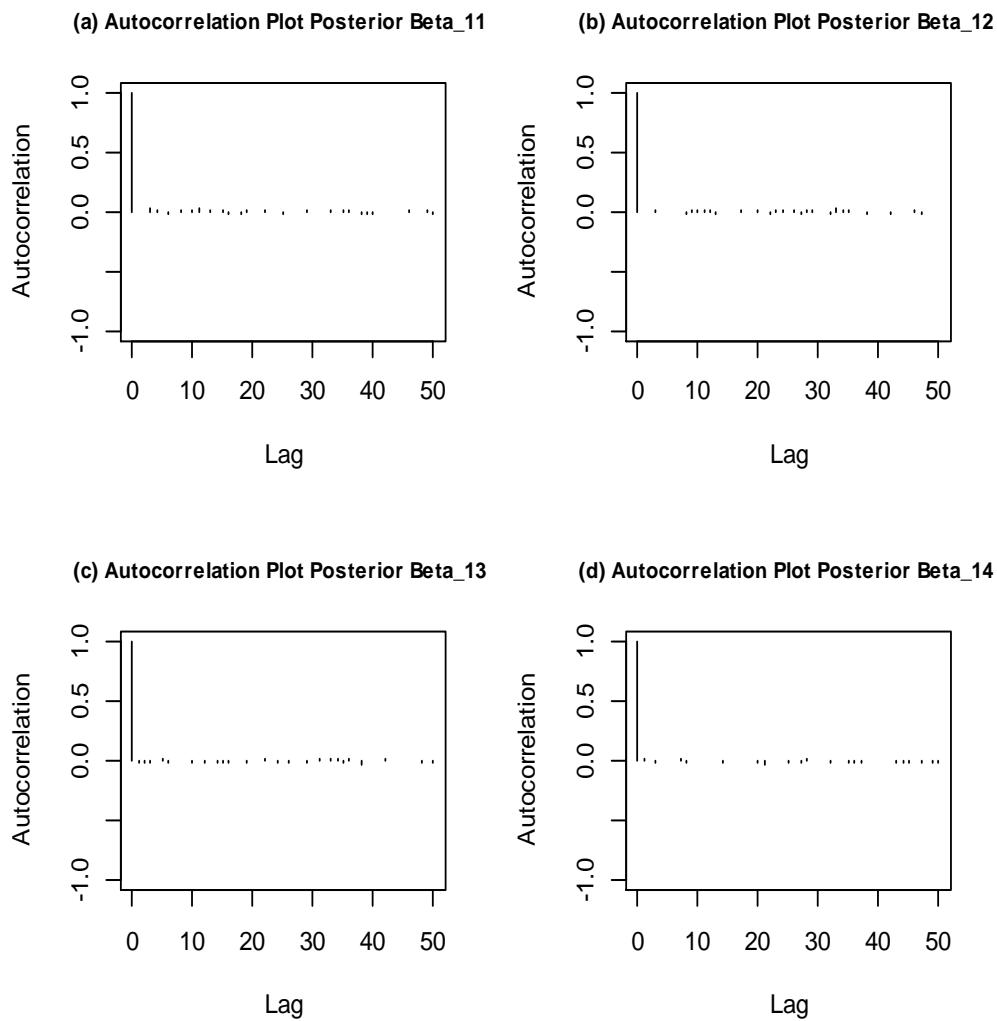 (a) Autocorrelation Plot Posterior Beta_11
Autocorrelation
1.0
0.5
0.0
-1.0
0 10 20 30 40 50
Lag
(b) Autocorrelation Plot Posterior Beta_12
Autocorrelation
1.0
0.5
0.0
-1.0
0 10 20 30 40 50
Lag
(c) Autocorrelation Plot Posterior Beta_13
Autocorrelation
1.0
0.5
0.0
-1.0
0 10 20 30 40 50
Lag
(d) Autocorrelation Plot Posterior Beta_14
Autocorrelation
1.0
0.5
0.0
-1.0
0 10 20 30 40 50
Lag